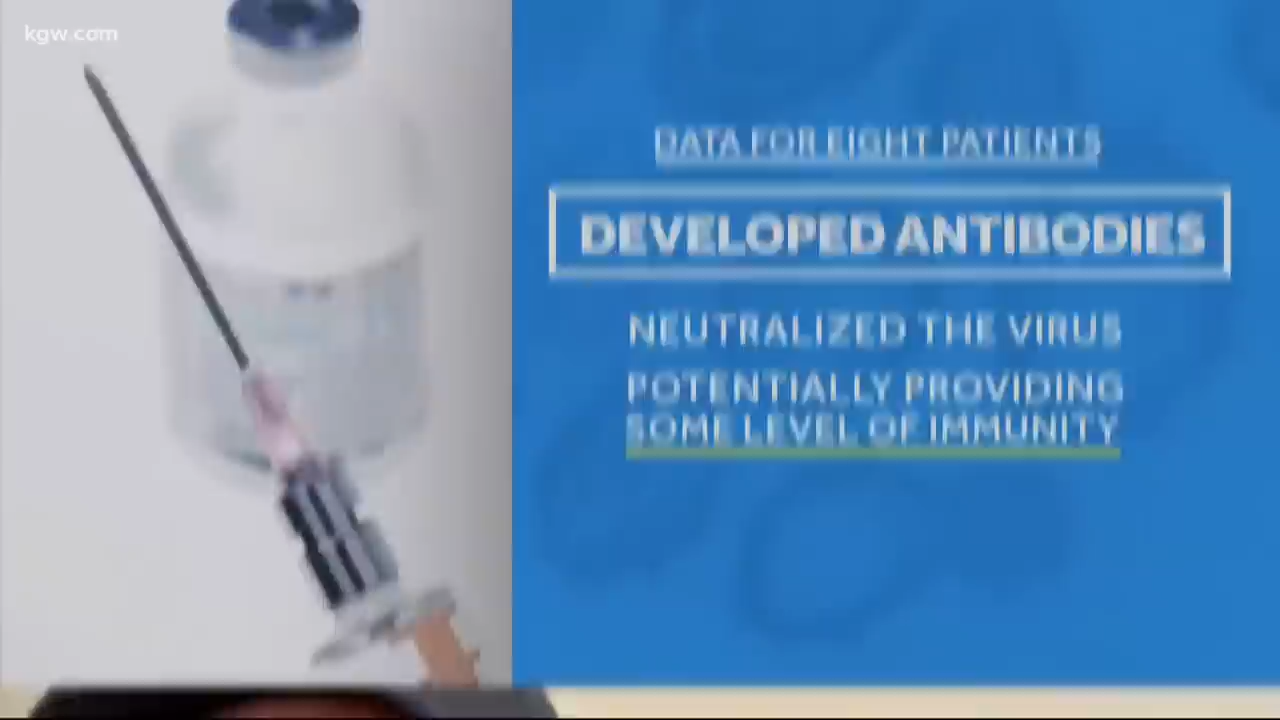 kgw.com
DATA FOR EIGHT PATIENTS
DEVELOPED ANTIBODIES
NEUTRALIZED THE VIRUS
POTENTIALLY PROVIDING
SOME LEVEL OF IMMUNITY